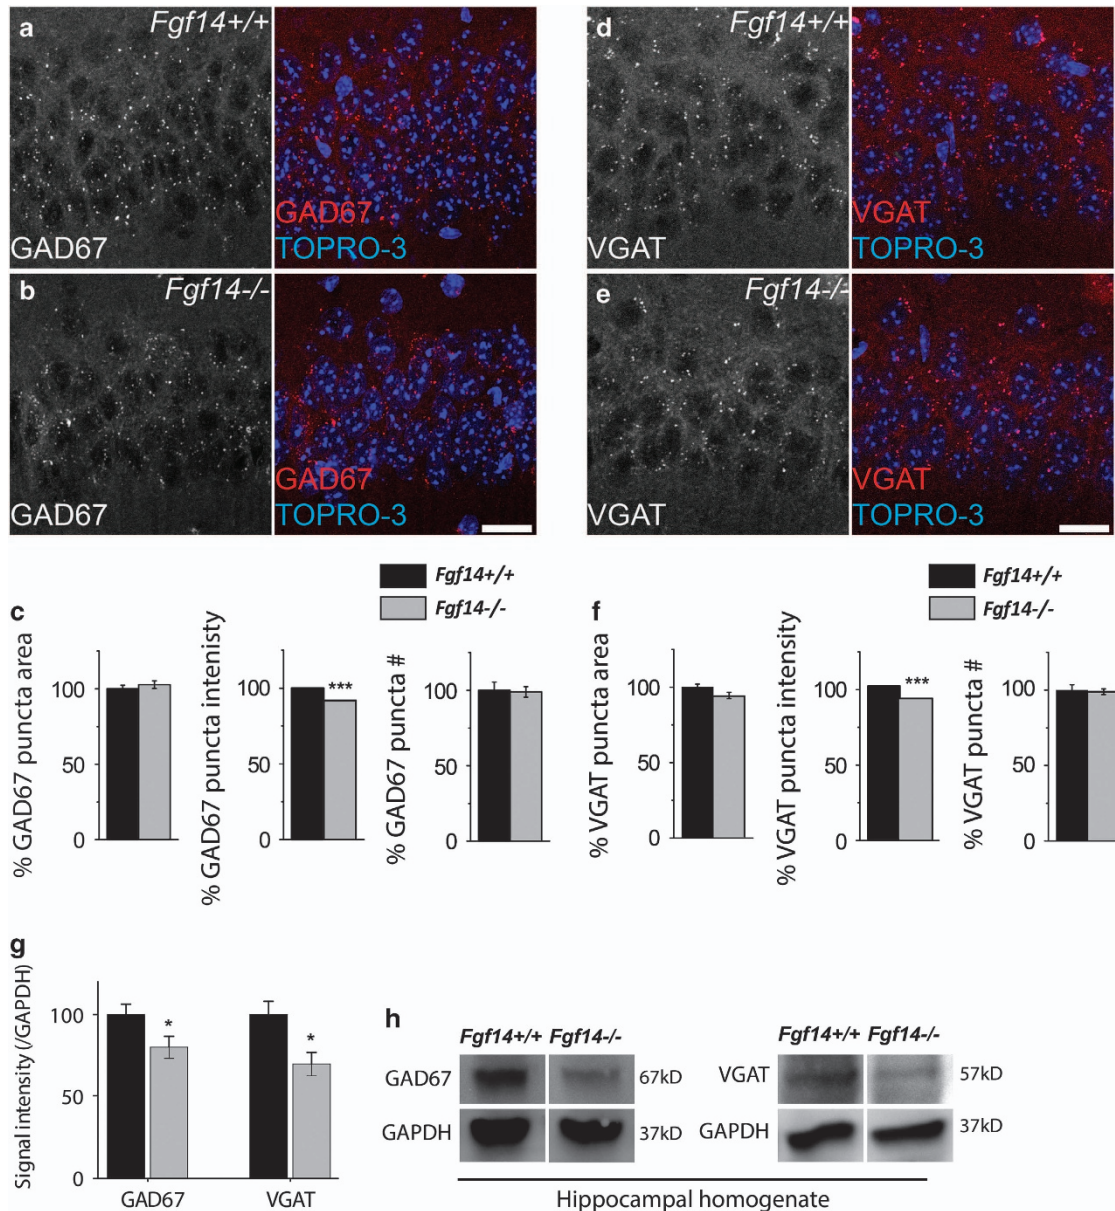 a
Fgf14+/+
GAD67
GAD67
TOPRO-3
b
Fgf14-/-
GAD67
GAD67
TOPRO-3
d
Fgf14+/+
VGAT
VGAT
TOPRO-3
e
Fgf14-/-
VGAT
VGAT
TOPRO-3
c
Fgf14+/+
Fgf14-/-
% GAD67 puncta area
100
50
0
% GAD67 puncta intenisty
100
50
0
***
% GAD67 puncta #
100
50
0
f
Fgf14+/+
Fgf14-/-
% VGAT puncta area
100
50
0
% VGAT puncta intensity
100
50
0
***
% VGAT puncta #
100
50
0
g
Signal intensity (/GAPDH)
100
50
0
*
*
GAD67
VGAT
h
Fgf14+/+ Fgf14-/-
GAD67 67kD
GAPDH 37kD
Fgf14+/+ Fgf14-/-
VGAT 57kD
GAPDH 37kD
Hippocampal homogenate